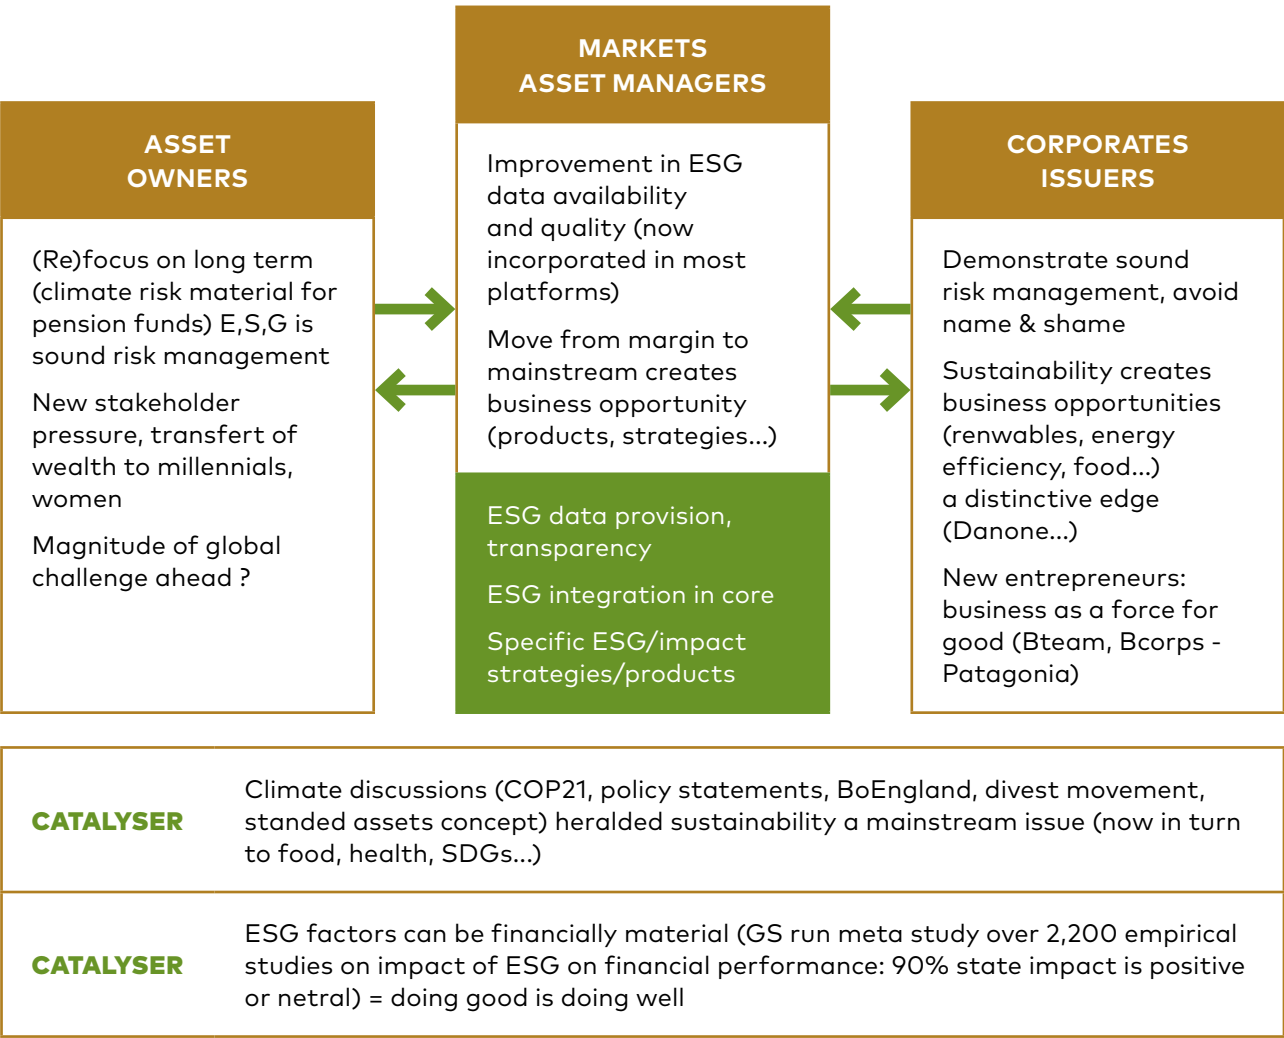 MARKETS
ASSET MANAGERS
ASSET
OWNERS
CORPORATES
ISSUERS
(Re)focus on long term
(climate risk material for
pension funds) E,S,G is
sound risk management
New stakeholder
pressure, transfert of
wealth to millennials,
women
Magnitude of global
challenge ahead ?
Improvement in ESG
data availability
and quality (now
incorporated in most
platforms)
Move from margin to
mainstream creates
business opportunity
(products, strategies...)
ESG data provision,
transparency
ESG integration in core
Specific ESG/impact
strategies/products
Demonstrate sound
risk management, avoid
name & shame
Sustainability creates
business opportunities
(renwables, energy
efficiency, food...)
a distinctive edge
(Danone...)
New entrepreneurs:
business as a force for
good (Bteam, Bcorps -
Patagonia)
CATALYSER
Climate discussions (COP21, policy statements, BoEngland, divest movement,
standed assets concept) heralded sustainability a mainstream issue (now in turn
to food, health, SDGs...)
CATALYSER
ESG factors can be financially material (GS run meta study over 2,200 empirical
studies on impact of ESG on financial performance: 90% state impact is positive
or netral) = doing good is doing well